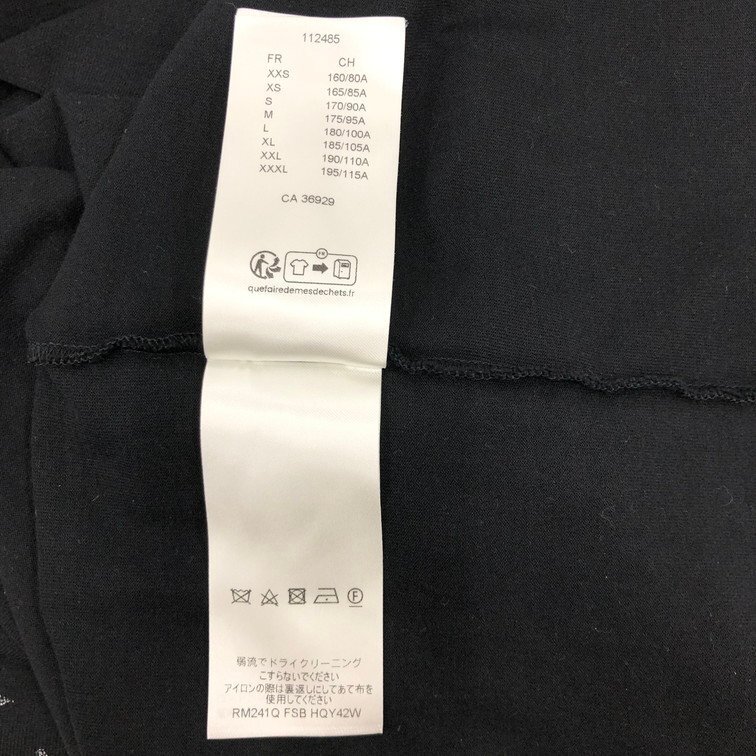 112485
FR CH
XXS 160/80A
XS 165/85A
S 170/90A
M 175/95A
L 180/100A
XL 185/105A
XXL 190/110A
XXXL 195/115A
CA 36929
FR
quefairedemesdechets.fr
F
弱流でドライクリーニング
こすらないでください
アイロンの際は裏返しにしてあて布を
使用してください
RM241Q FSB HQY42W